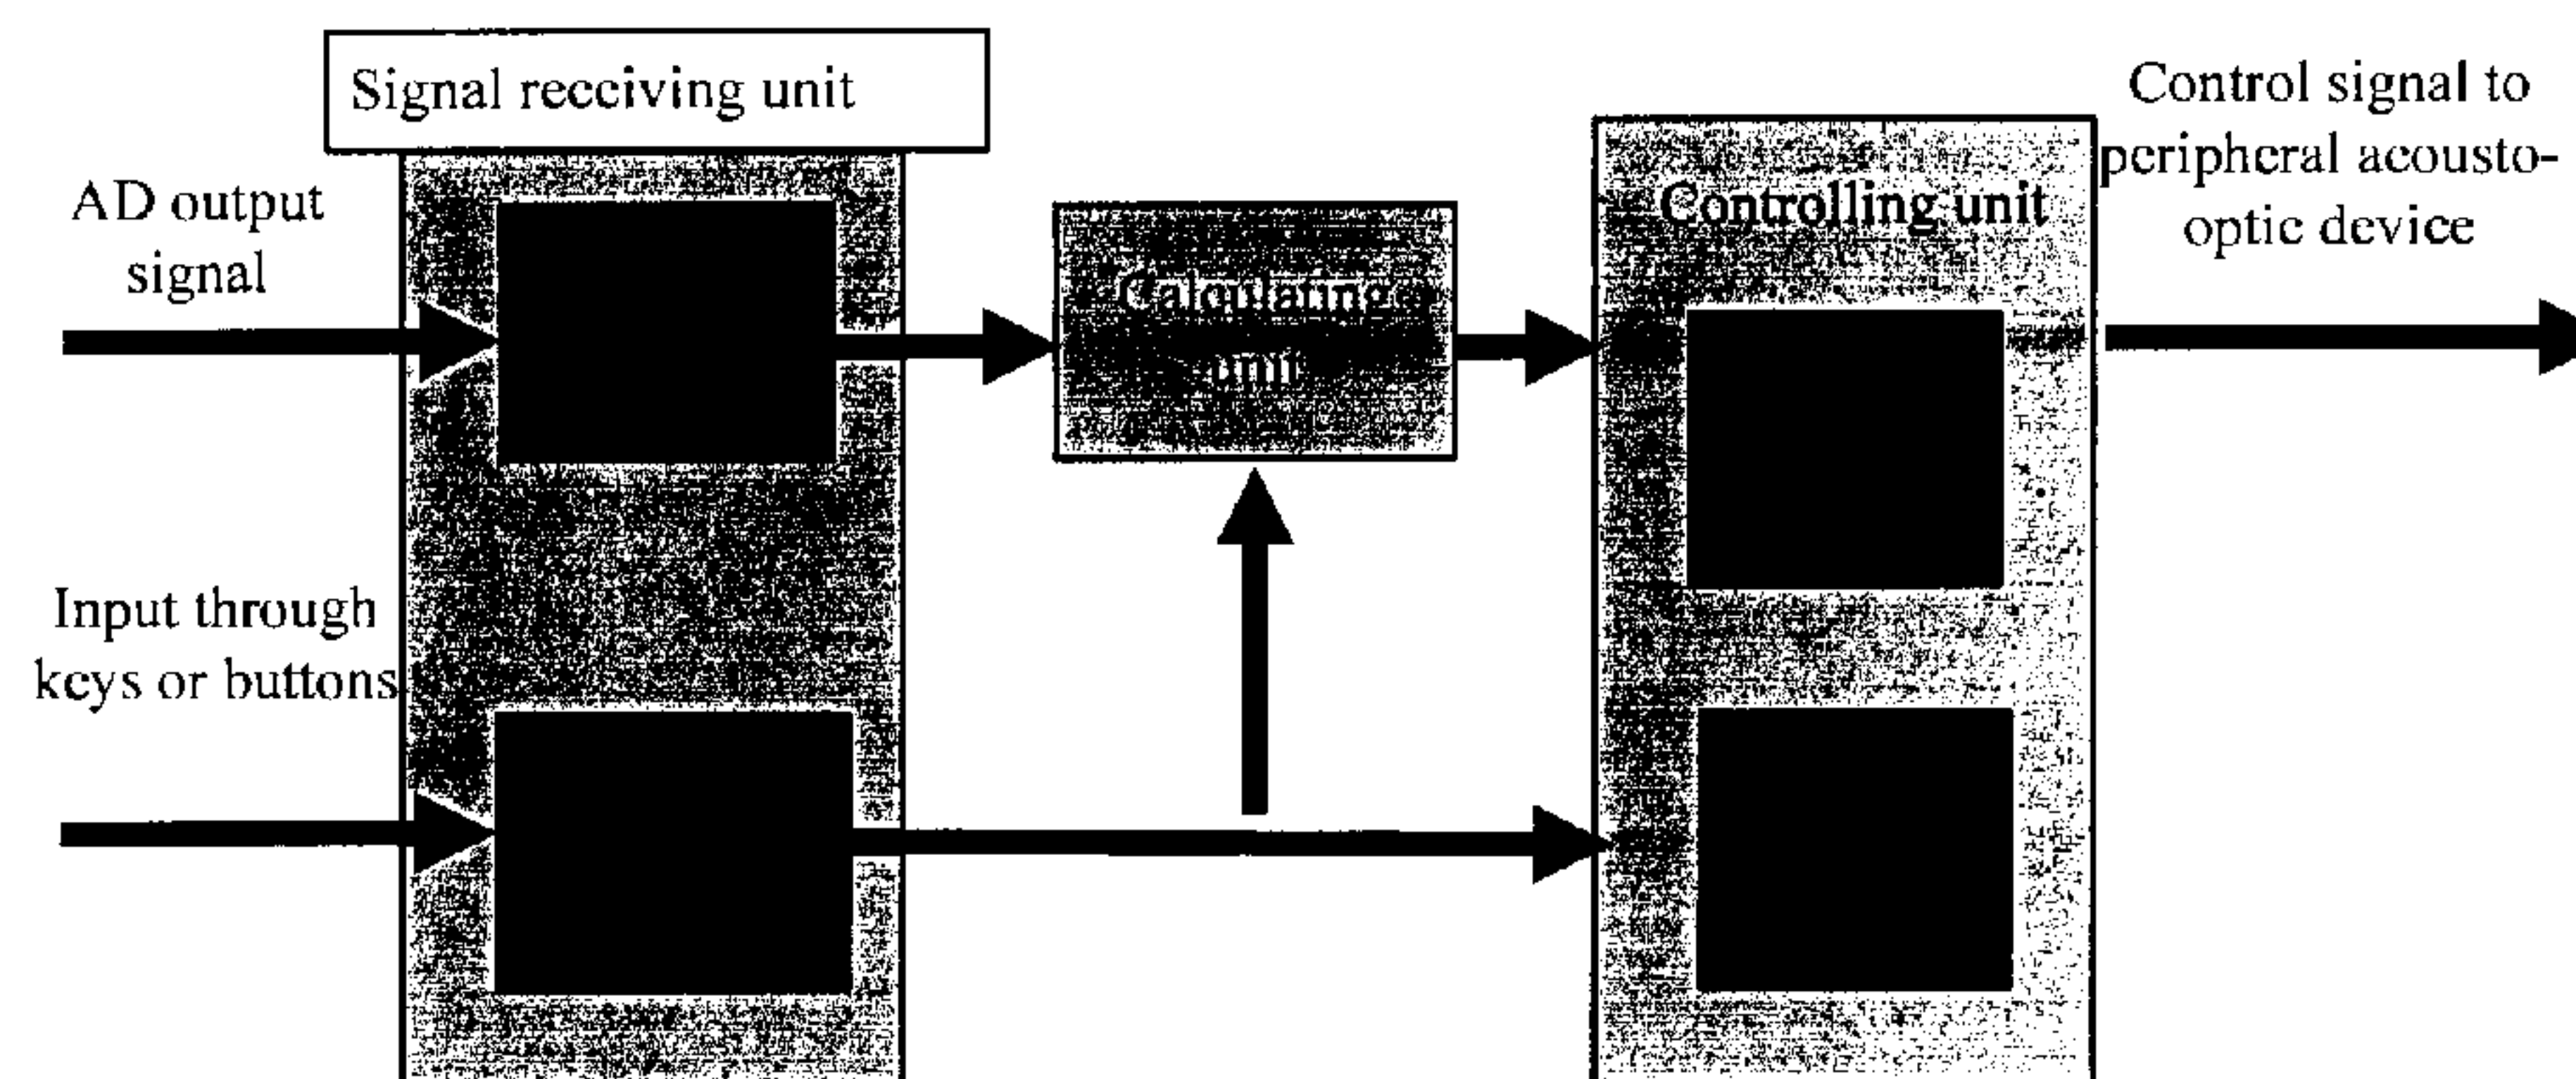 Signal receiving unit
AD output
signal
Input through
keys or buttons
Calculating
unit
Controlling unit
Control signal to
peripheral acousto-
optic device